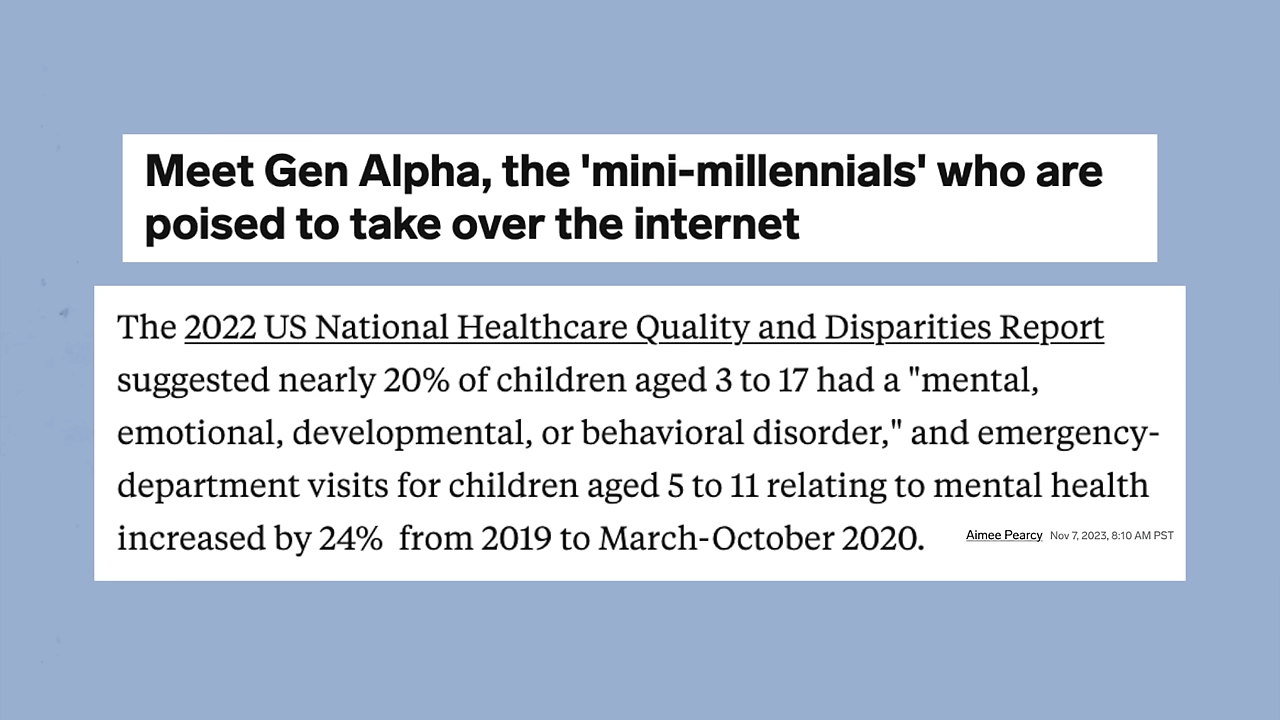 Meet Gen Alpha, the 'mini-millennials' who are
poised to take over the internet
The 2022 US National Healthcare Quality and Disparities Report
suggested nearly 20% of children aged 3 to 17 had a "mental,
emotional, developmental, or behavioral disorder," and emergency-
department visits for children aged 5 to 11 relating to mental health
increased by 24% from 2019 to March-October 2020.
Aimee Pearcy Nov 7, 2023, 8:10 AM PST